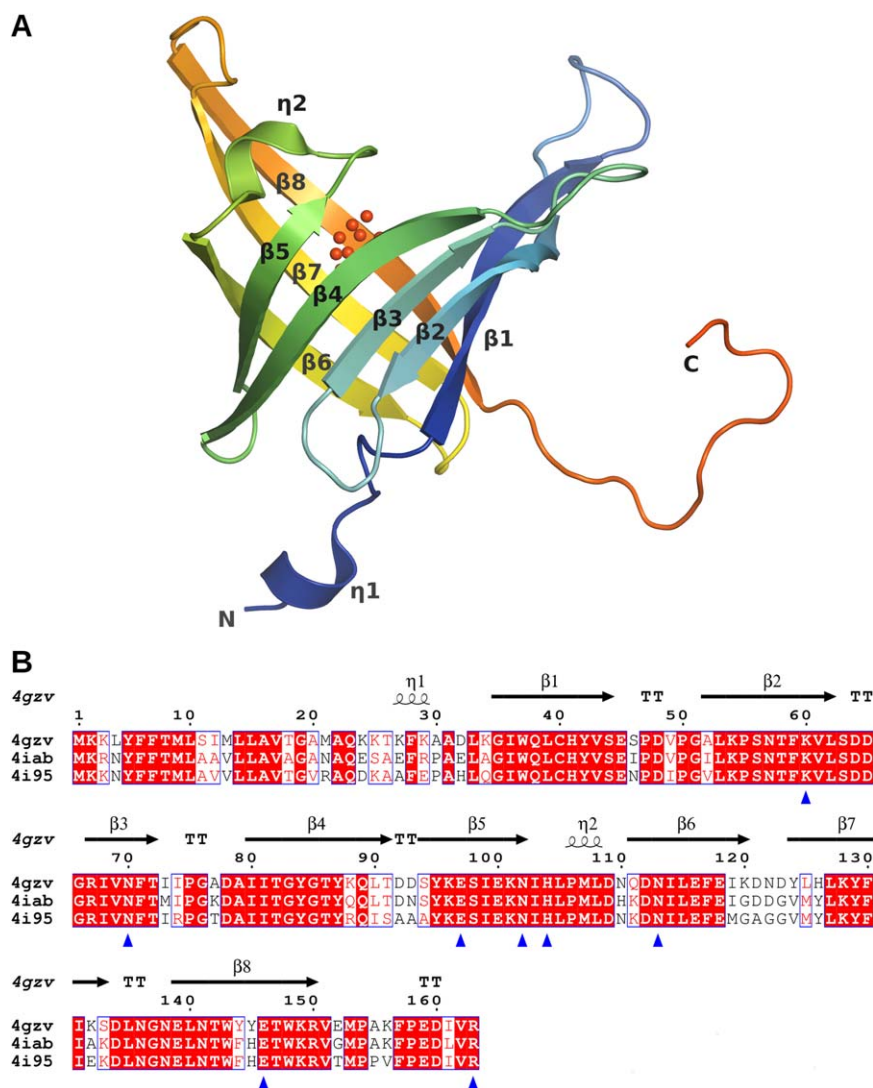 A
η2
β8
β5
β7
β4
β3
β2
β1
β6
C
η1
N
B
4gzv η1 β1 TT β2 TT
1 10 20 30 40 50 60
4gzv MKKLYFFTMLSIMLLAVTGAMAQKKTKFKAADLKGIWQLCHYVSESPDVPGALKPSNTFKVLSDD
4iab MKRNYFFTMLAVVLLAVAGANAQESAEFRPAELAGIWQLCHYVSEIPDVPGVLKPSNTFKVLSDD
4i95 MKKNYFFTMLAAVLLAVTGVRAQDKAAFEPAHLQGIWQLCHYVSENPDIPGVLKPSNTFKVLSDD
4gzv β3 TT β4 TT β5 η2 β6 β7
70 80 90 100 110 120 130
4gzv GRIVNFTIIPGADAIITGYGTYKQLTDDSYKESIEKNIHLPMLDNQDNILEFEIKDNDYLHLKYF
4iab GRIVNFTMIPGKDAIITGYGTYQQLTDNSYKESIEKNIHLPMLDHKDNILEFEIGDDGVMYLKYF
4i95 GRIVNFTIRPGTDAIITGYGTYRQISAAAYKESIEKNIHLPMLDNKDNILEFEMGAGGVMYLKYF
4gzv TT β8 TT
140 150 160
4gzv IKSDLNGNELNTWYYETWKRVEMPAKFPEDIVR
4iab IAKDLNGNELNTWFHETWKRVGMPAKFPEDLVR
4i95 IEKDLNGNELNTWFHETWKRVTMPPVFPEDIVR